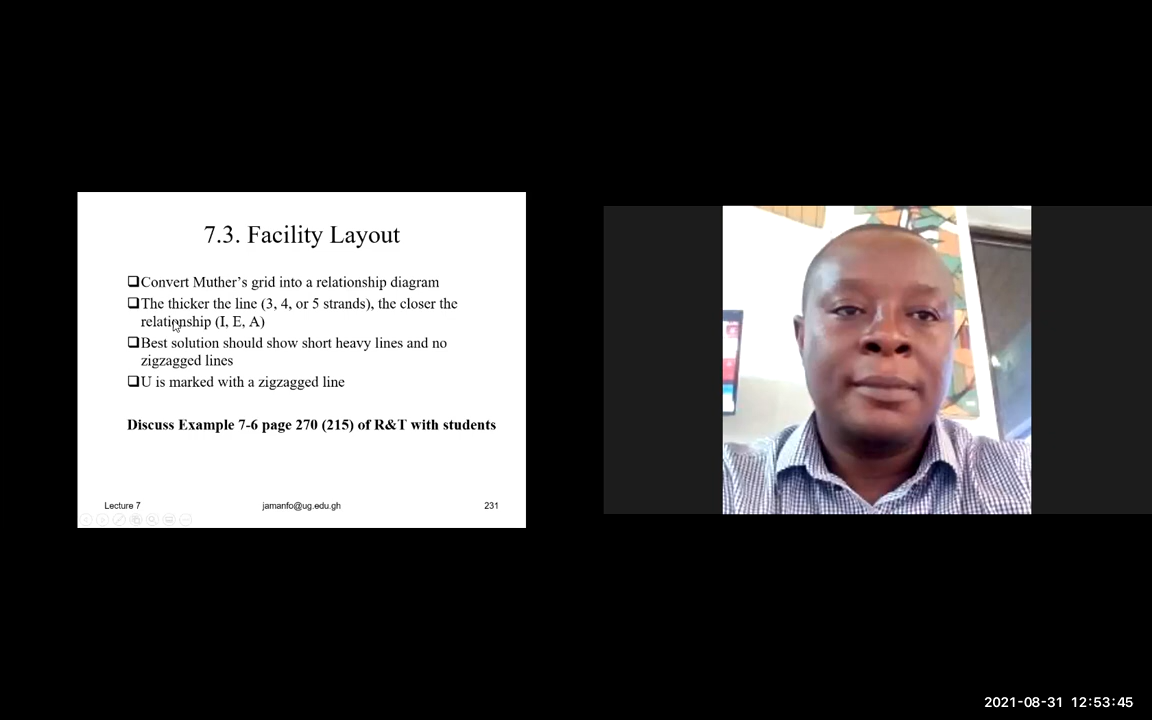 7.3. Facility Layout
❑Convert Muther's grid into a relationship diagram
❑The thicker the line (3, 4, or 5 strands), the closer the
relationship (I, E, A)
❑Best solution should show short heavy lines and no
zigzagged lines
❑U is marked with a zigzagged line
Discuss Example 7-6 page 270 (215) of R&T with students
Lecture 7
jamanfo@ug.edu.gh
231
2021-08-31 12:53:45